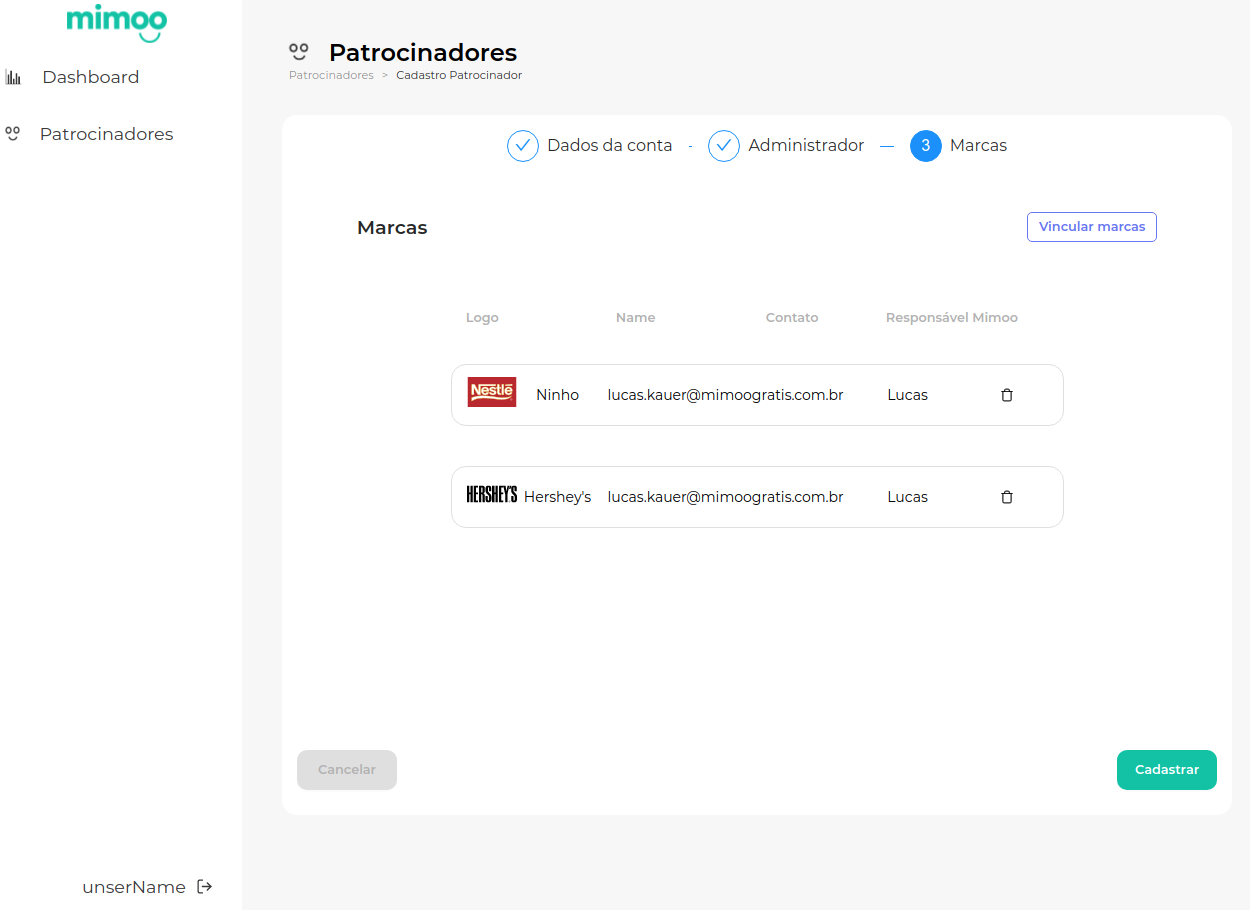 mimoo
Dashboard
Patrocinadores
Patrocinadores
Patrocinadores > Cadastro Patrocinador
Dados da conta - Administrador — 3 Marcas
Marcas
Vincular marcas
Logo Name Contato Responsável Mimoo
Nestlé Ninho lucas.kauer@mimoogratis.com.br Lucas
HERSHEY'S Hershey's lucas.kauer@mimoogratis.com.br Lucas
Cancelar
Cadastrar
unserName